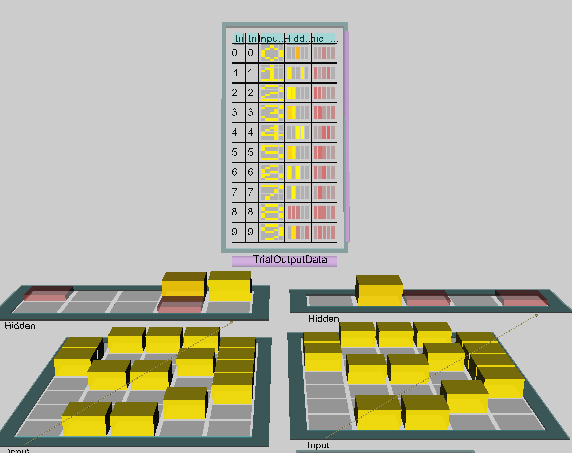 0 0
1 1
2 2
3 3
4 4
5 5
6 6
7 7
8 8
9 9
TrialOutputData
Hidden
Hidden
Input
Input